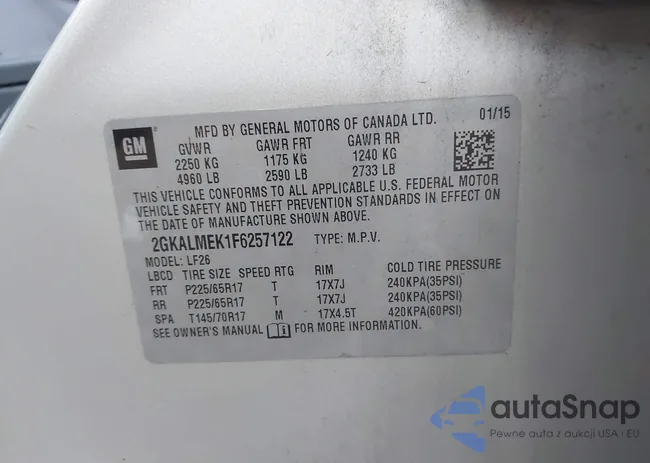 MFD BY GENERAL MOTORS OF CANADA LTD. 01/15
GM
GVWR GAWR FRT GAWR RR
2250 KG 1175 KG 1240 KG
4960 LB 2590 LB 2733 LB
THIS VEHICLE CONFORMS TO ALL APPLICABLE U.S. FEDERAL MOTOR
VEHICLE SAFETY AND THEFT PREVENTION STANDARDS IN EFFECT ON
THE DATE OF MANUFACTURE SHOWN ABOVE.
2GKALMEK1F6257122 TYPE: M.P.V.
MODEL: LF26
LBCD TIRE SIZE SPEED RTG RIM COLD TIRE PRESSURE
FRT P225/65R17 T 17X7J 240KPA(35PSI)
RR P225/65R17 T 17X7J 240KPA(35PSI)
SPA T145/70R17 M 17X4.5T 420KPA(60PSI)
SEE OWNER'S MANUAL i FOR MORE INFORMATION.
autaSnap
Pewne auta z aukcji USA i EU